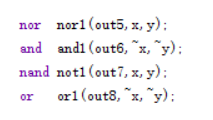 nor nor1(out5,x,y);
and and1(out6,~x,~y);
nand not1(out7,x,y);
or or1(out8,~x,~y);